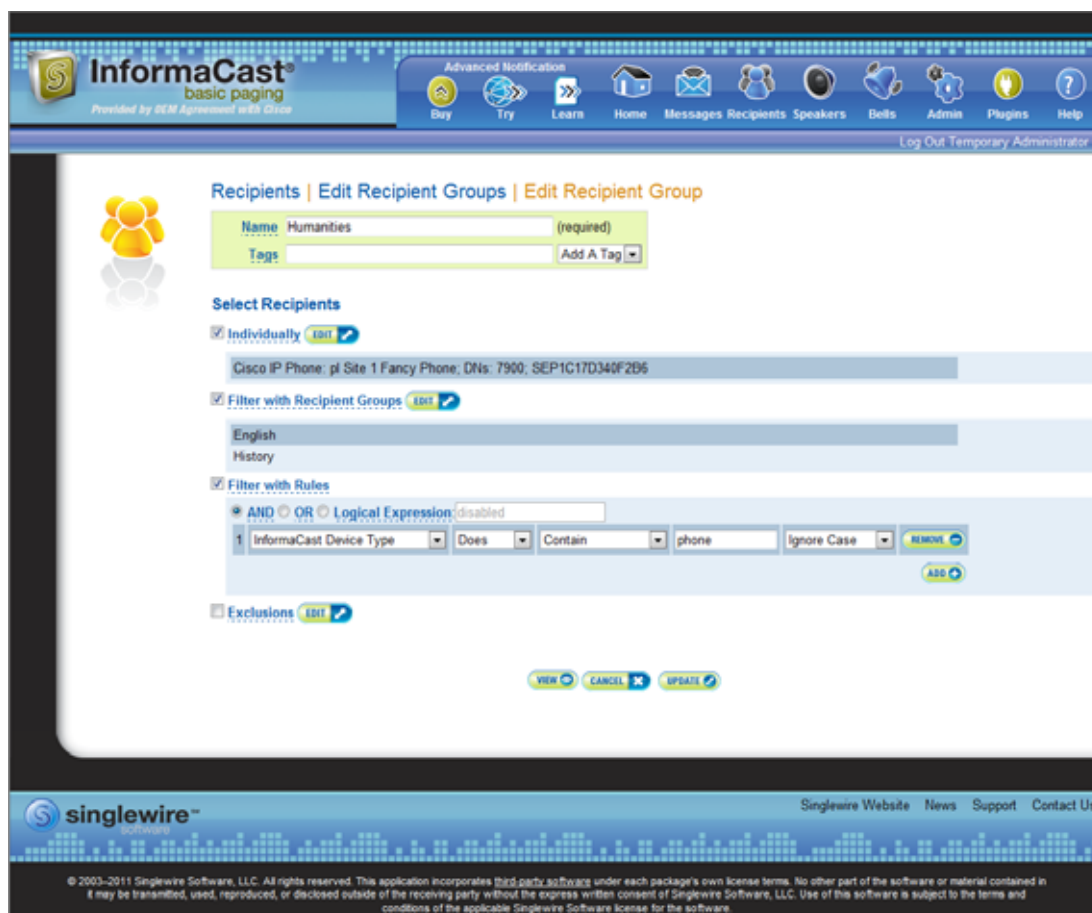 InformaCast®
basic paging
Provided by OEM Agreement with Cisco
Advanced Notification
Buy Try Learn Home Messages Recipients Speakers Bells Admin Plugins Help
Log Out Temporary Administrator
Recipients | Edit Recipient Groups | Edit Recipient Group
Name Humanities (required)
Tags Add A Tag
Select Recipients
Individually EDIT
Cisco IP Phone: pl Site 1 Fancy Phone; DNs: 7900; SEP1C17D340F2B6
Filter with Recipient Groups EDIT
English
History
Filter with Rules
AND OR Logical Expression: disabled
1 InformaCast Device Type Does Contain phone Ignore Case REMOVE
ADD
Exclusions EDIT
VIEW CANCEL UPDATE
singlewire™
software
Singlewire Website News Support Contact Us
© 2003–2011 Singlewire Software, LLC. All rights reserved. This application incorporates third-party software under each package's own license terms. No other part of the software or material contained in
it may be transmitted, used, reproduced, or disclosed outside of the receiving party without the express written consent of Singlewire Software, LLC. Use of this software is subject to the terms and
conditions of the applicable Singlewire Software license for the software.